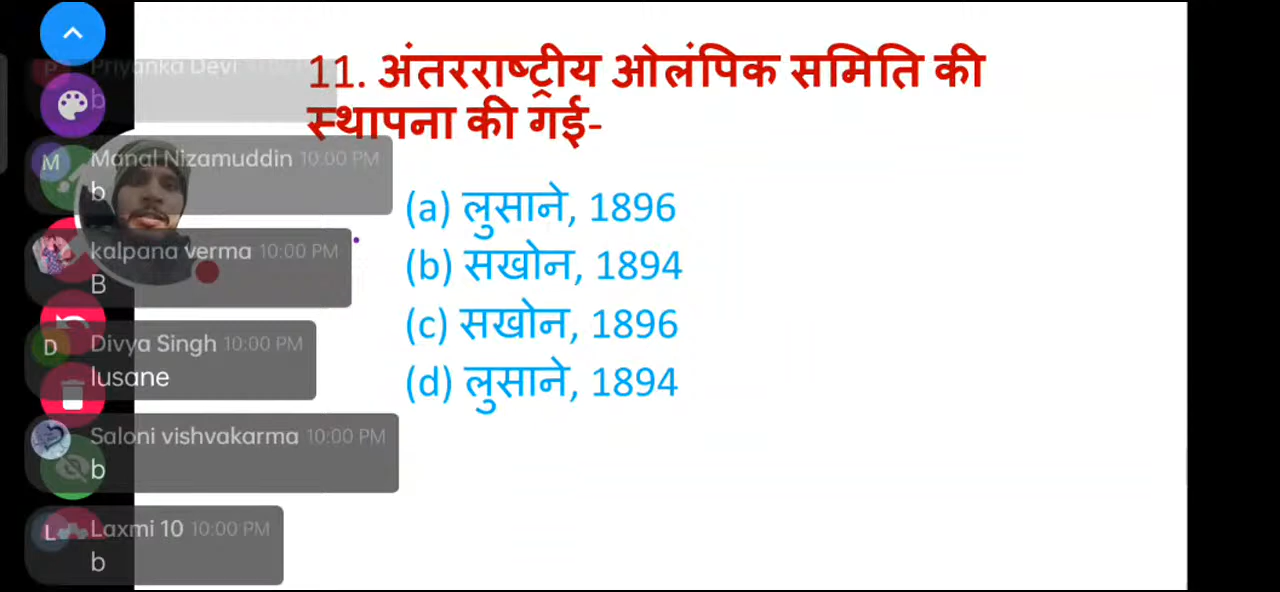 11. अंतरराष्ट्रीय ओलंपिक समिति की
स्थापना की गई-
(a) लुसाने, 1896
(b) सखोन, 1894
(c) सखोन, 1896
(d) लुसाने, 1894
Priyanka Devi
b
M
Manal Nizamuddin 10:00 PM
b
kalpana verma 10:00 PM
B
D
Divya Singh 10:00 PM
lusane
Saloni vishvakarma 10:00 PM
b
L
Laxmi 10 10:00 PM
b